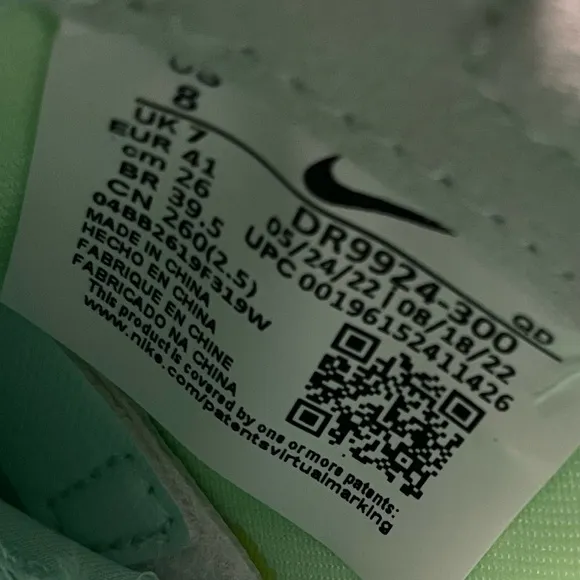 US
8
UK 7
EUR 41
cm 26
BR 39.5
CN 260(2.5)
04BB2619F319W
MADE IN CHINA
HECHO EN CHINA
FABRIQUE EN CHINE
FABRICADO NA CHINA
This product is covered by one or more patents:
www.nike.com/patentsvirtualmarking
DR9924-300 QD
05/24/22 | 08/18/22
UPC 00196152411426